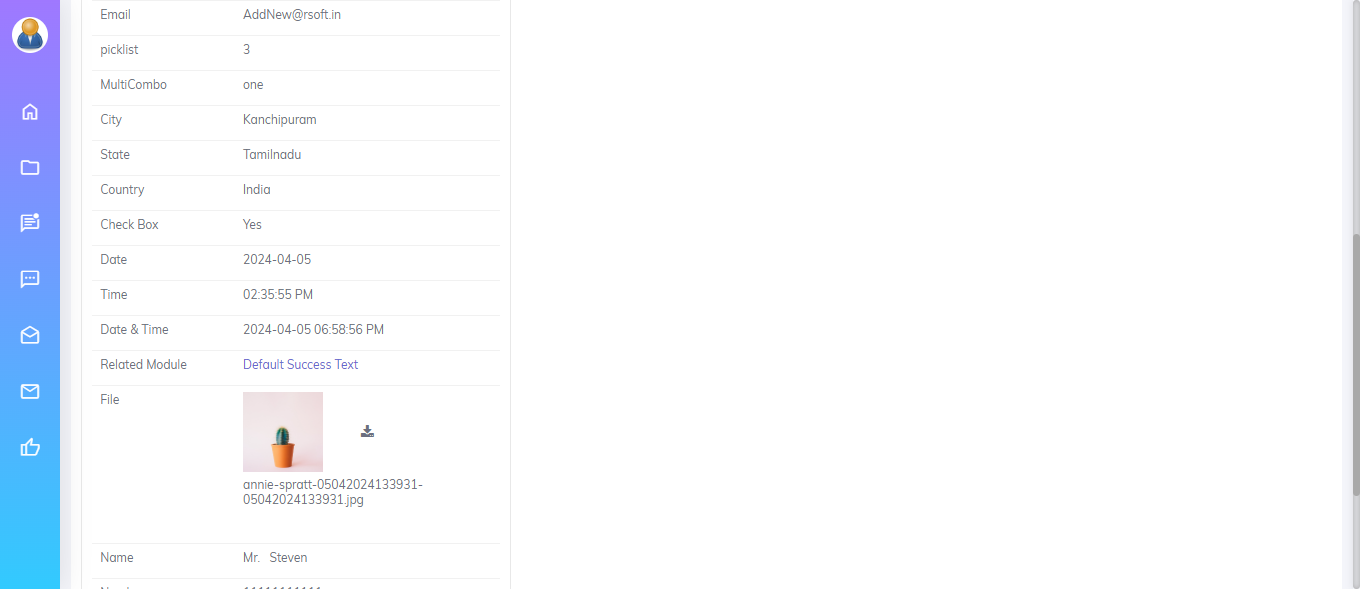 Email AddNew@rsoft.in
picklist 3
MultiCombo one
City Kanchipuram
State Tamilnadu
Country India
Check Box Yes
Date 2024-04-05
Time 02:35:55 PM
Date & Time 2024-04-05 06:58:56 PM
Related Module Default Success Text
File
annie-spratt-05042024133931-
05042024133931.jpg
Name Mr. Steven